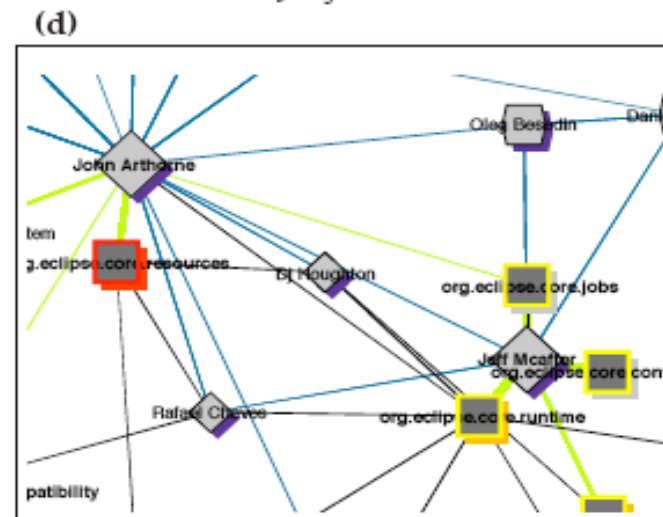 (d)
Oleg Besedin
Dani
John Arthorne
tem
g.eclipse.core.resources
Dj Houghton
org.eclipse.core.jobs
Jeff Mcaffer
org.eclipse.core.con
Rafael Chaves
org.eclipse.core.runtime
patibility